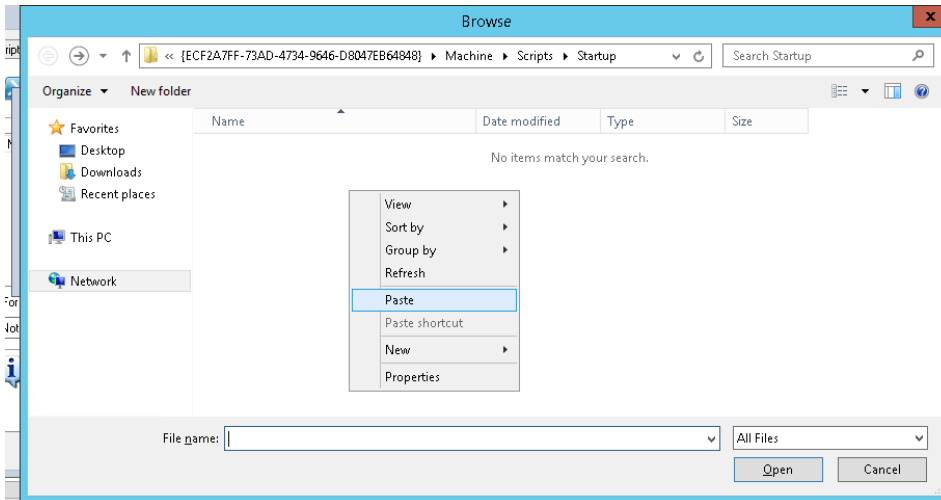 Browse
x
« {ECF2A7FF-73AD-4734-9646-D8047EB64848} Machine Scripts Startup
Search Startup
Organize New folder
Name Date modified Type Size
No items match your search.
Favorites
Desktop
Downloads
Recent places
This PC
Network
View
Sort by
Group by
Refresh
Paste
Paste shortcut
New
Properties
File name: All Files
Open Cancel